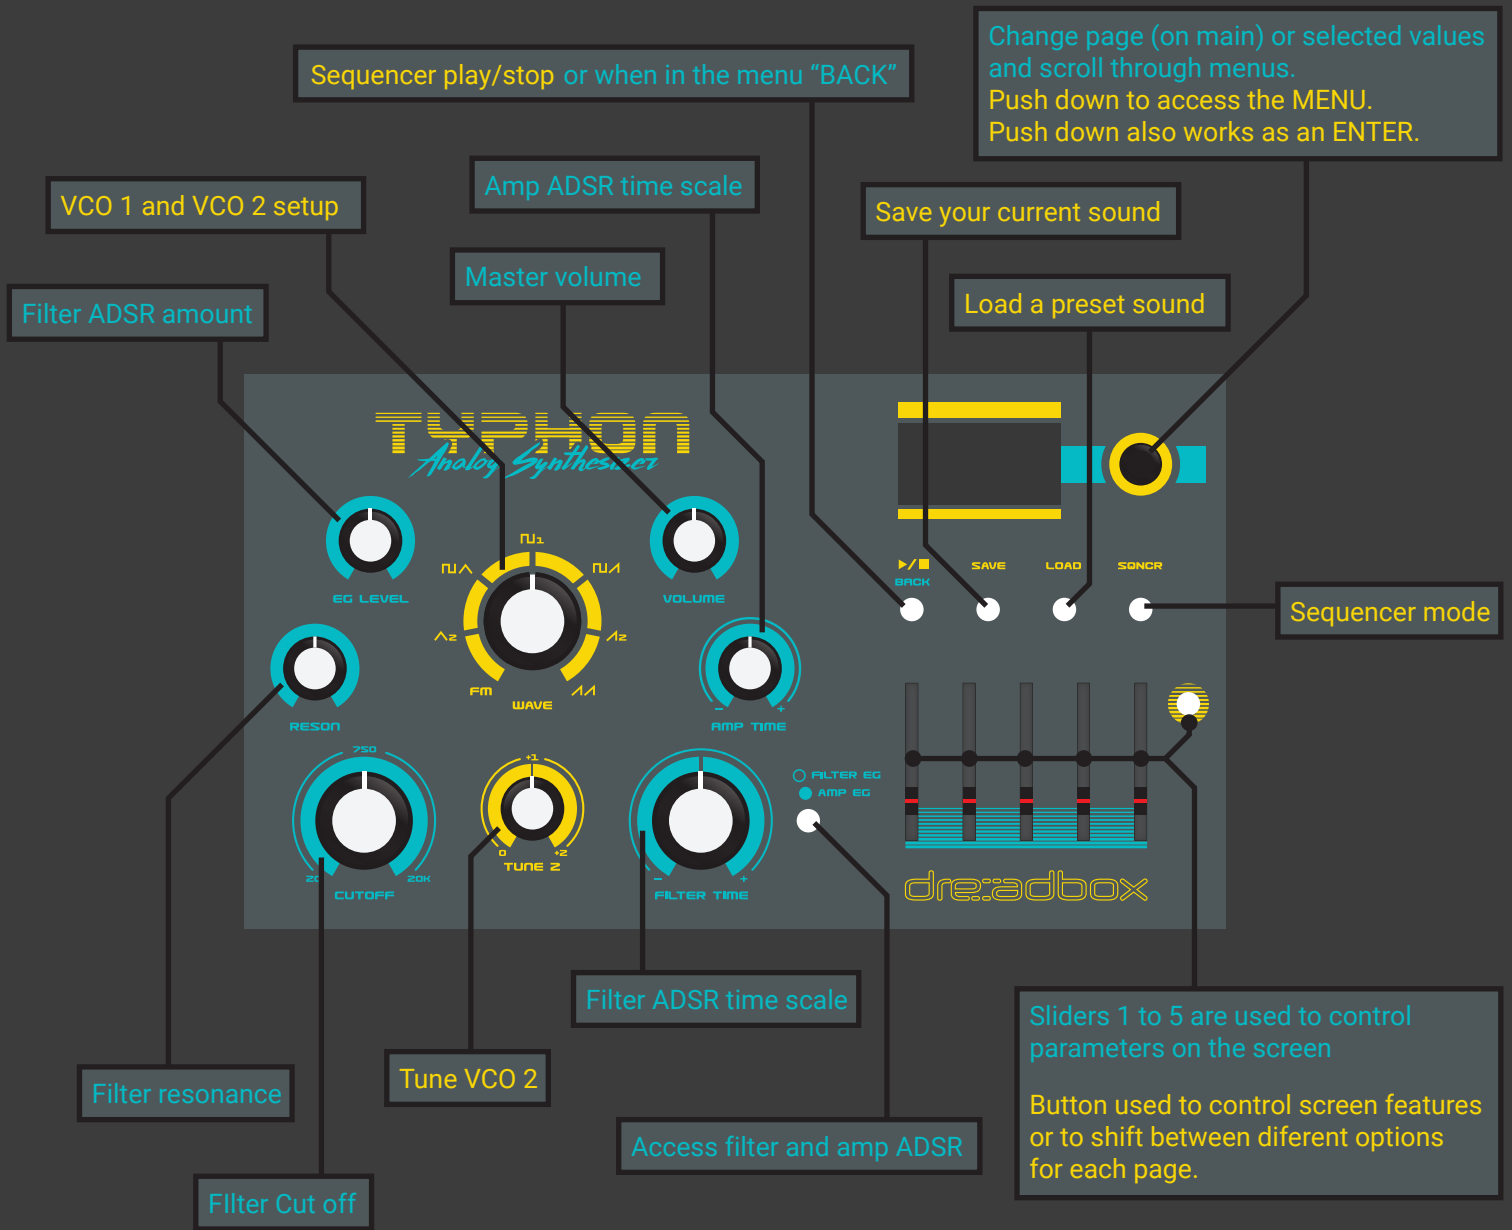 Change page (on main) or selected values
and scroll through menus.
Push down to access the MENU.
Push down also works as an ENTER.
Sequencer play/stop or when in the menu “BACK”
Amp ADSR time scale
VCO 1 and VCO 2 setup
Save your current sound
Master volume
Load a preset sound
Filter ADSR amount
TYPHON
Analog Synthesizer
1
EG LEVEL
VOLUME
BACK
SAVE
LOAD
SQNCR
Sequencer mode
2
2
FM
WAVE
RESON
- +
AMP TIME
750
20 20K
CUTOFF
+1
0 +2
TUNE 2
- +
FILTER TIME
FILTER EG
AMP EG
dre:::adbox
Filter ADSR time scale
Sliders 1 to 5 are used to control
parameters on the screen
Button used to control screen features
or to shift between diferent options
for each page.
Filter resonance
Tune VCO 2
Access filter and amp ADSR
FIlter Cut off